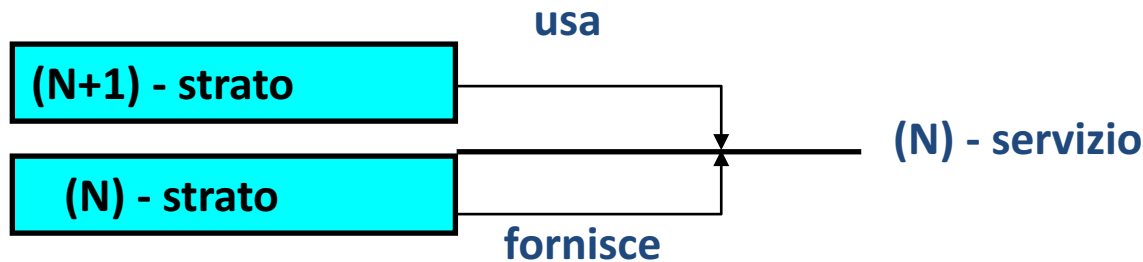 usa
(N+1) - strato
(N) - servizio
(N) - strato
fornisce